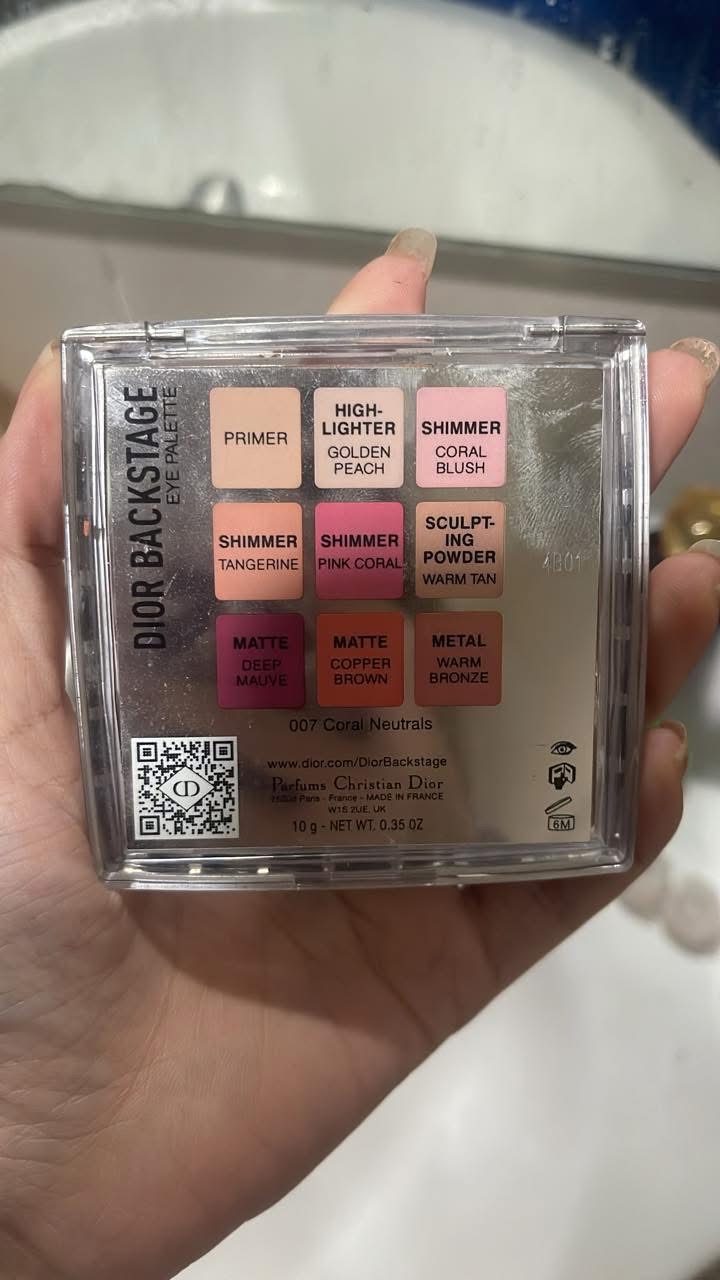 DIOR BACKSTAGE
EYE PALETTE
PRIMER
HIGH-
LIGHTER
GOLDEN
PEACH
SHIMMER
CORAL
BLUSH
SHIMMER
TANGERINE
SHIMMER
PINK CORAL
SCULPT-
ING
POWDER
WARM TAN
4B01
MATTE
DEEP
MAUVE
MATTE
COPPER
BROWN
METAL
WARM
BRONZE
007 Coral Neutrals
www.dior.com/DiorBackstage
Parfums Christian Dior
Paris - France - MADE IN FRANCE
W1S 2UE. UK
10 g - NET WT. 0.35 OZ
CD
6M